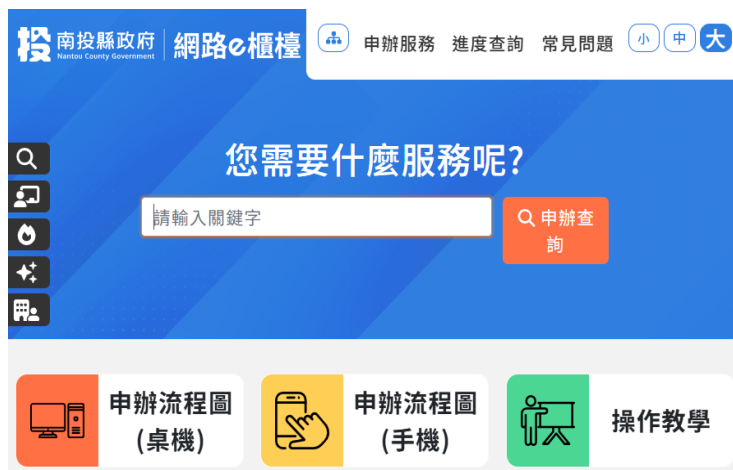 投 南投縣政府 網路e櫃檯
Nantou County Government
申辦服務 進度查詢 常見問題 小 中 大
您需要什麼服務呢?
請輸入關鍵字
申辦查
詢
申辦流程圖
(桌機)
申辦流程圖
(手機)
操作教學